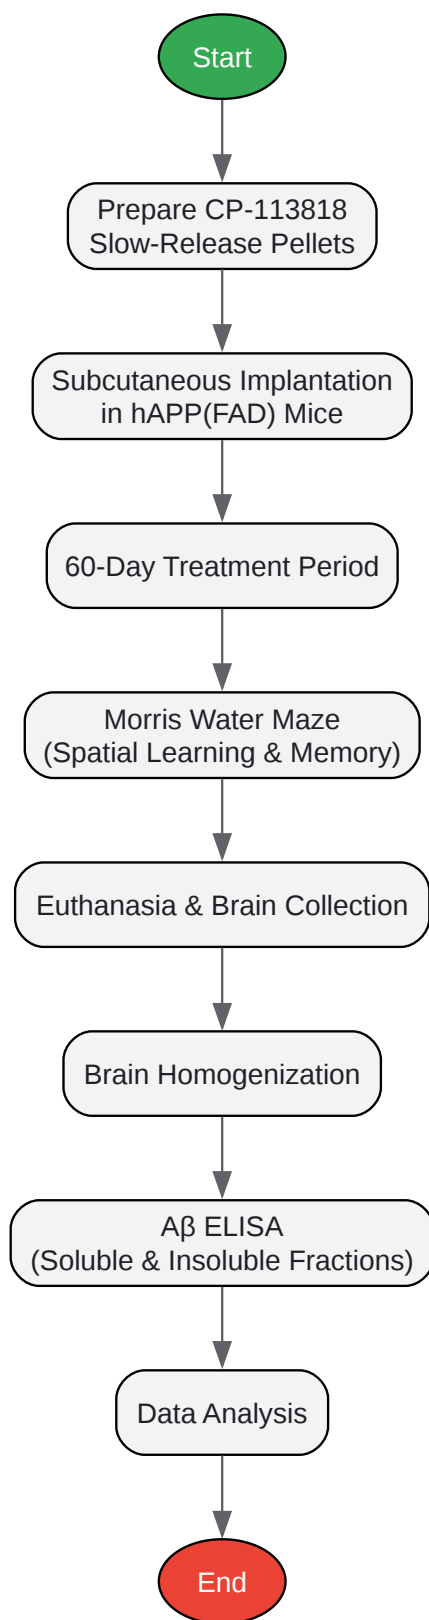 Start
Prepare CP-113818
Slow-Release Pellets
Subcutaneous Implantation
in hAPP(FAD) Mice
60-Day Treatment Period
Morris Water Maze
(Spatial Learning & Memory)
Euthanasia & Brain Collection
Brain Homogenization
Aβ ELISA
(Soluble & Insoluble Fractions)
Data Analysis
End